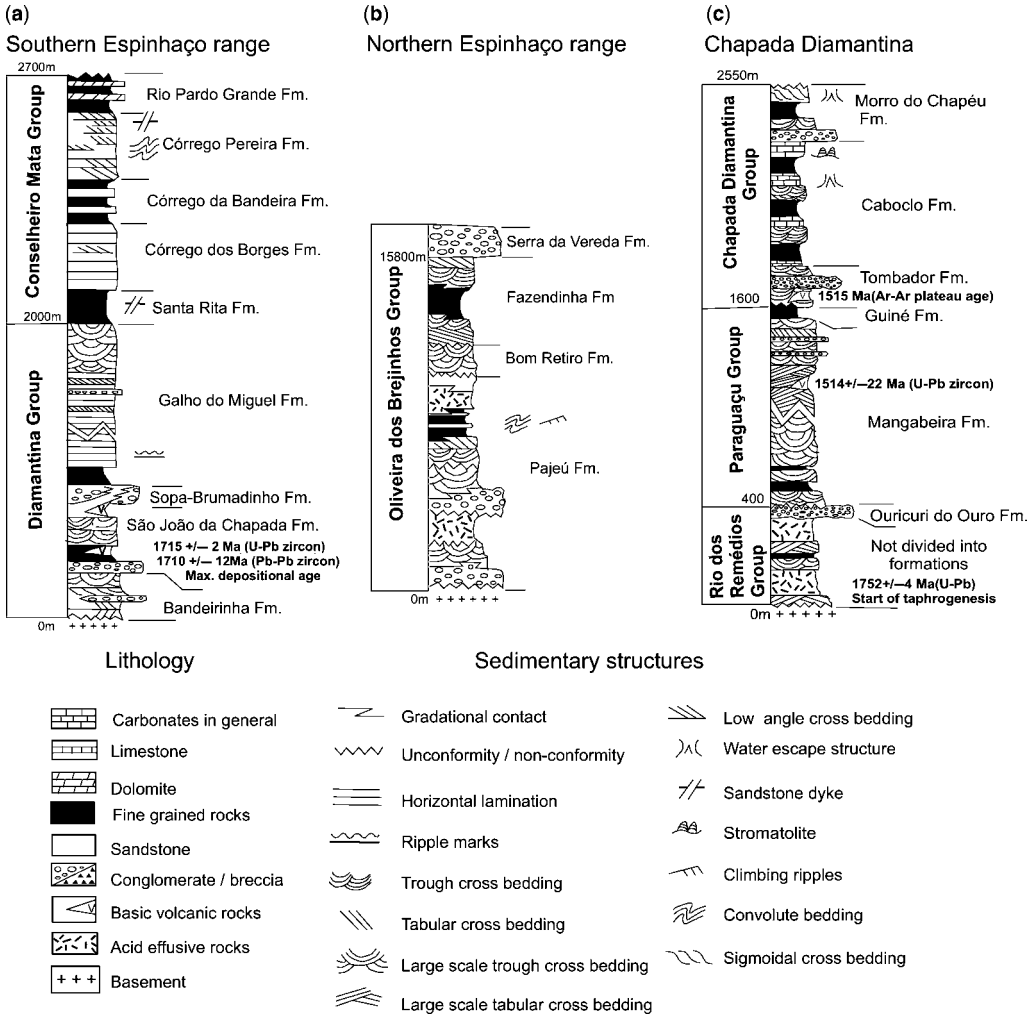 (a)
Southern Espinhaço range
2700m
Conselheiro Mata Group
Rio Pardo Grande Fm.
Córrego Pereira Fm.
Córrego da Bandeira Fm.
Córrego dos Borges Fm.
Santa Rita Fm.
2000m
Diamantina Group
Galho do Miguel Fm.
Sopa-Brumadinho Fm.
São João da Chapada Fm.
1715 +/– 2 Ma (U-Pb zircon)
1710 +/– 12Ma (Pb-Pb zircon)
Max. depositional age
Bandeirinha Fm.
0m
+ + + + +
(b)
Northern Espinhaço range
Oliveira dos Brejinhos Group
Serra da Vereda Fm.
15800m
Fazendinha Fm
Bom Retiro Fm.
Pajeú Fm.
0m
+ + + + +
(c)
Chapada Diamantina
2550m
Chapada Diamantina
Group
Morro do Chapéu
Fm.
Caboclo Fm.
Tombador Fm.
1515 Ma(Ar-Ar plateau age)
1600
Guiné Fm.
Paraguaçu Group
1514+/–22 Ma (U-Pb zircon)
Mangabeira Fm.
400
Ouricuri do Ouro Fm.
Rio dos
Remédios
Group
Not divided into
formations
1752+/–4 Ma(U-Pb)
Start of taphrogenesis
0m
+ + + + +
Lithology
Carbonates in general
Limestone
Dolomite
Fine grained rocks
Sandstone
Conglomerate / breccia
V Basic volcanic rocks
Acid effusive rocks
+ + + Basement
Sedimentary structures
Gradational contact
Unconformity / non-conformity
Horizontal lamination
Ripple marks
Trough cross bedding
Tabular cross bedding
Large scale trough cross bedding
Large scale tabular cross bedding
Low angle cross bedding
Water escape structure
Sandstone dyke
Stromatolite
Climbing ripples
Convolute bedding
Sigmoidal cross bedding